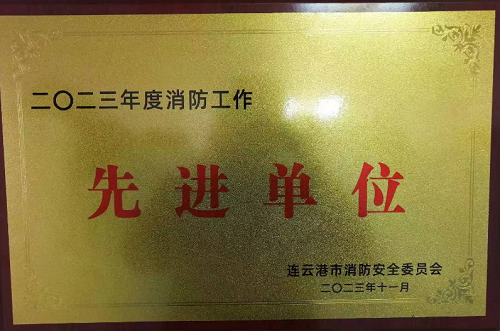 二〇二三年度消防工作
先进单位
连云港市消防安全委员会
二〇二三年十一月